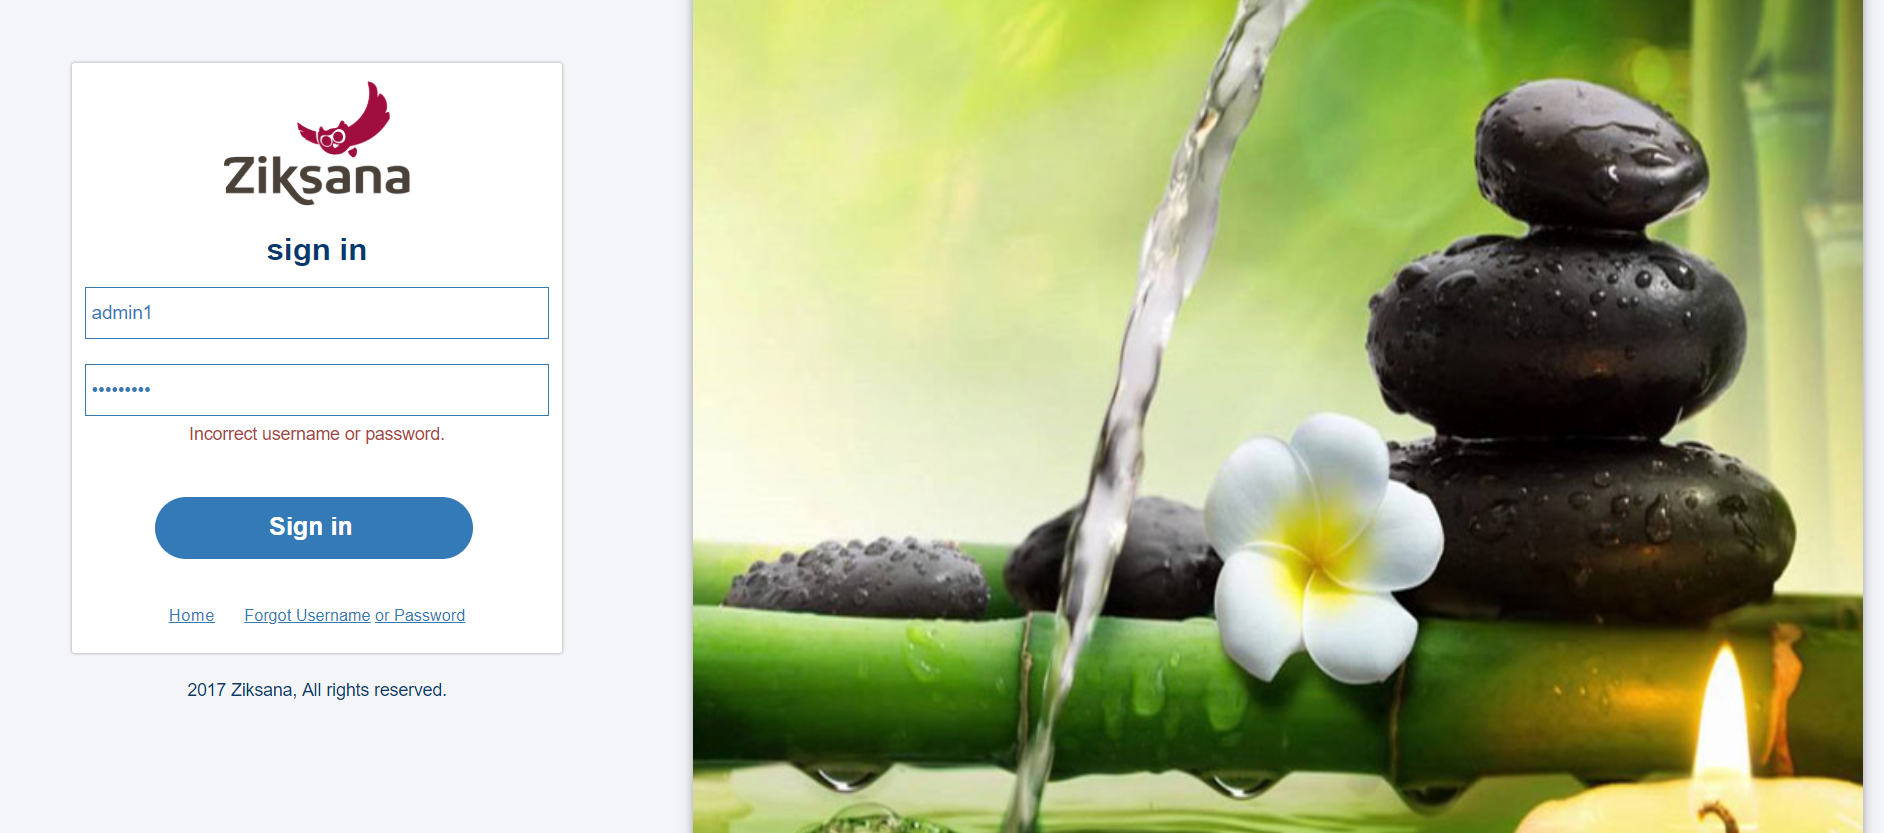 Ziksana
sign in
admin1
•••••••••
Incorrect username or password.
Sign in
Home Forgot Username or Password
2017 Ziksana, All rights reserved.